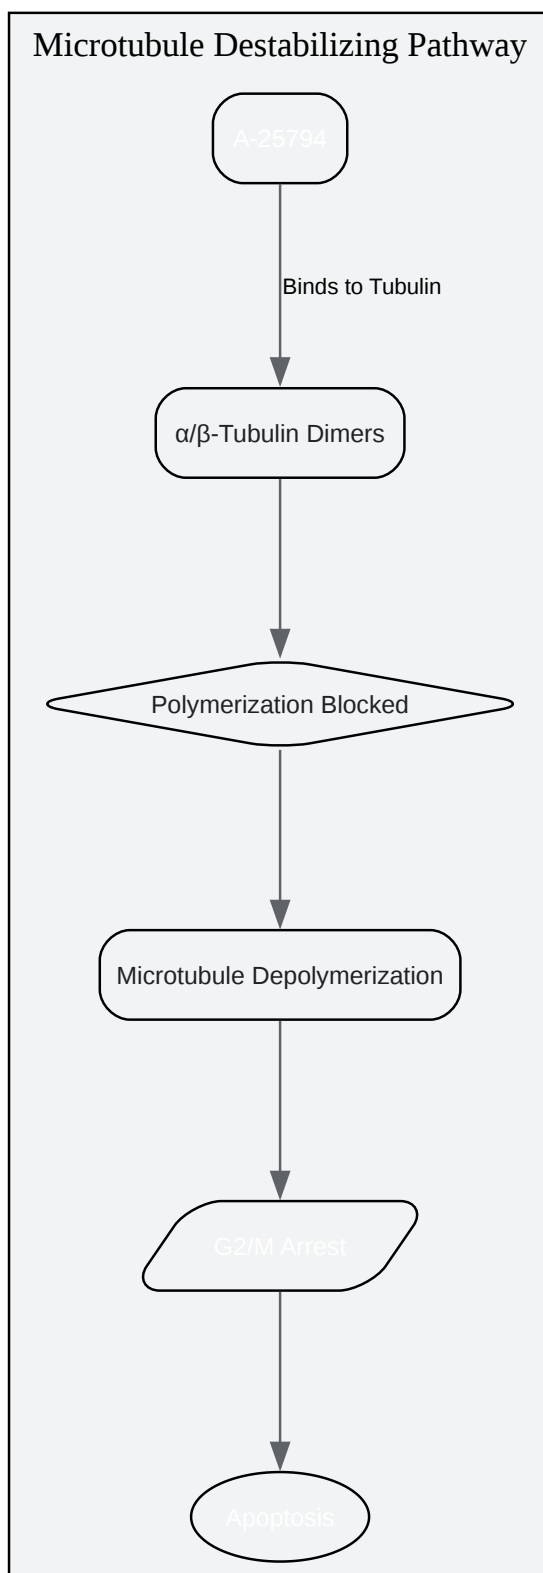 Microtubule Destabilizing Pathway
A-25794
Binds to Tubulin
α/β-Tubulin Dimers
Polymerization Blocked
Microtubule Depolymerization
G2/M Arrest
Apoptosis